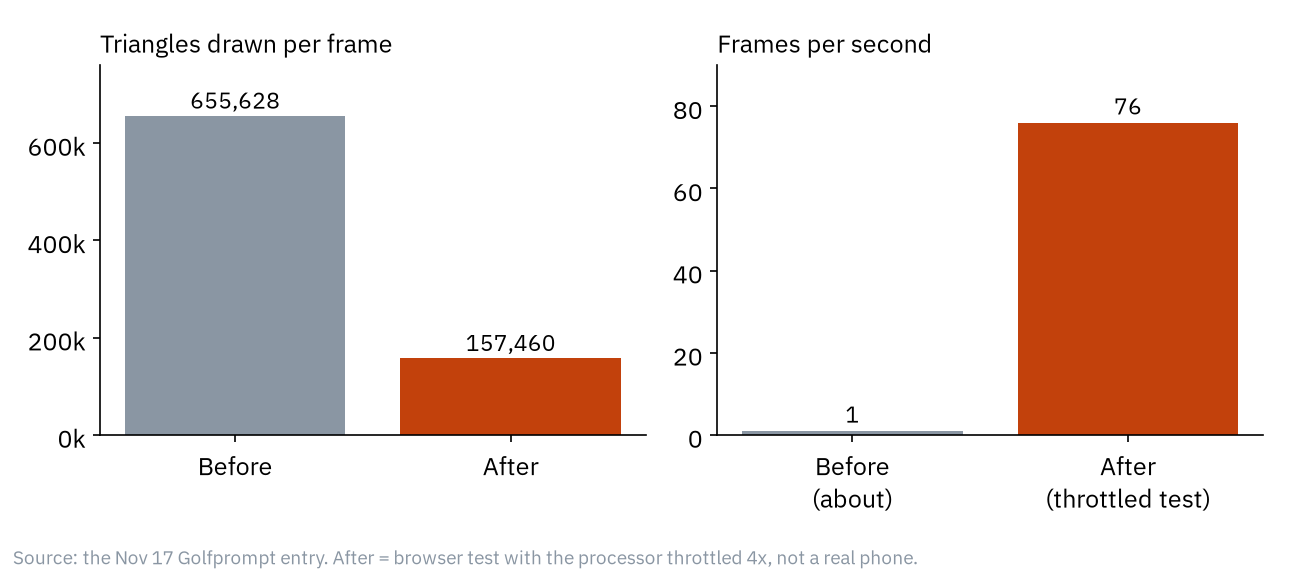 Triangles drawn per frame
655,628
600k
400k
200k
157,460
0k
Before
After
Frames per second
80
76
60
40
20
1
0
Before
(about)
After
(throttled test)
Source: the Nov 17 Golfprompt entry. After = browser test with the processor throttled 4x, not a real phone.